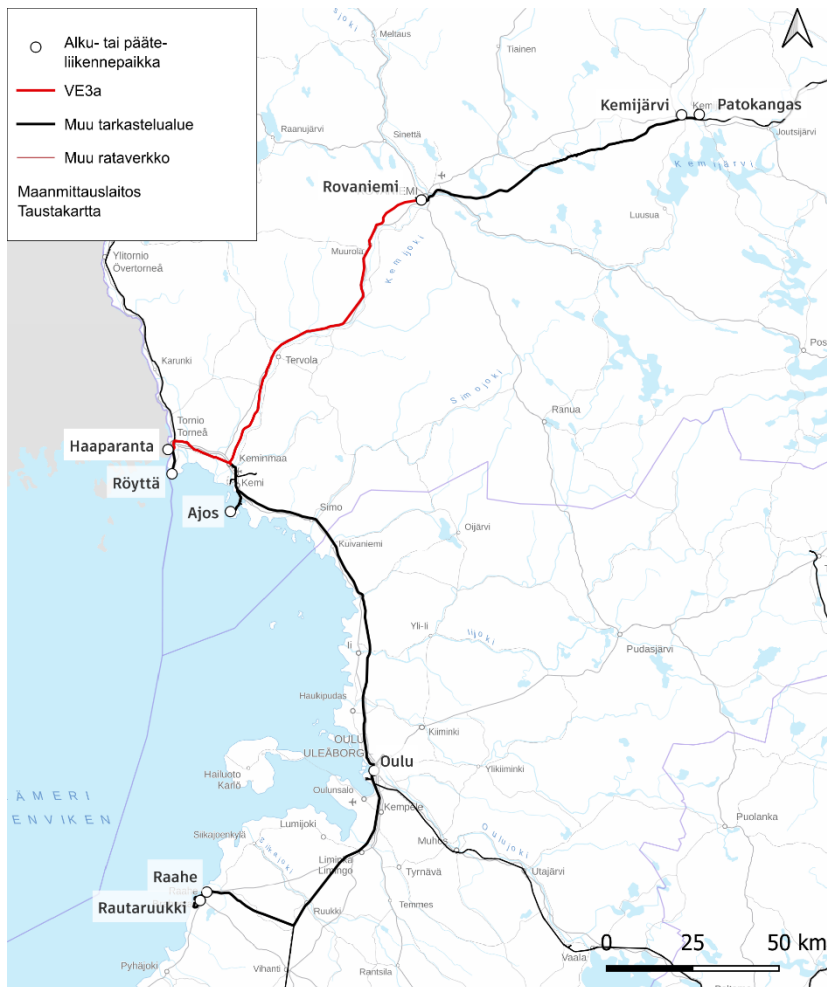 Alku- tai pääte-
liikennepaikka
VE3a
Muu tarkastelualue
Muu rataverkko
Maanmittauslaitos
Taustakartta
Meltaus
Tiainen
Raanujärvi
Sinettä
Kemijärvi
Patokangas
Joutsijärvi
Kemijärvi
Rovaniemi
Luusua
Muurola
Kemijoki
Ylitornio
Övertorneå
Karunki
Tervola
Simojoki
Ranua
Tornio
Torneå
Haaparanta
Keminmaa
Röyttä
Kemi
Ajos
Simo
Oijärvi
Kuivaniemi
Yli-Ii
Iijoki
Ii
Pudasjärvi
Haukipudas
Kiiminki
OULU
ULEÅBORG
Oulu
Ylikiiminki
Hailuoto
Karlö
Oulunsalo
Kempele
Lumijoki
Oulujoki
Puolanka
Siikajoenkylä
Muhos
Liminka
Limingo
Tyrnävä
Utajärvi
Raahe
Rautaruukki
Ruukki
Temmes
Pyhäjoki
Vihanti
Rantsila
Vaala
0 25 50 km